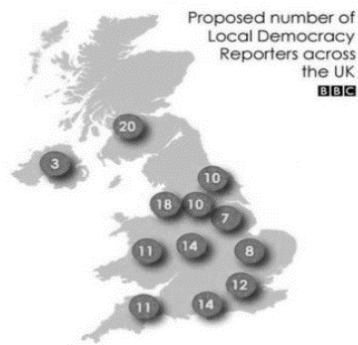 Proposed number of
Local Democracy
Reporters across
the UK
BBC
20
3
10
18 10
7
11 14 8
12
11 14